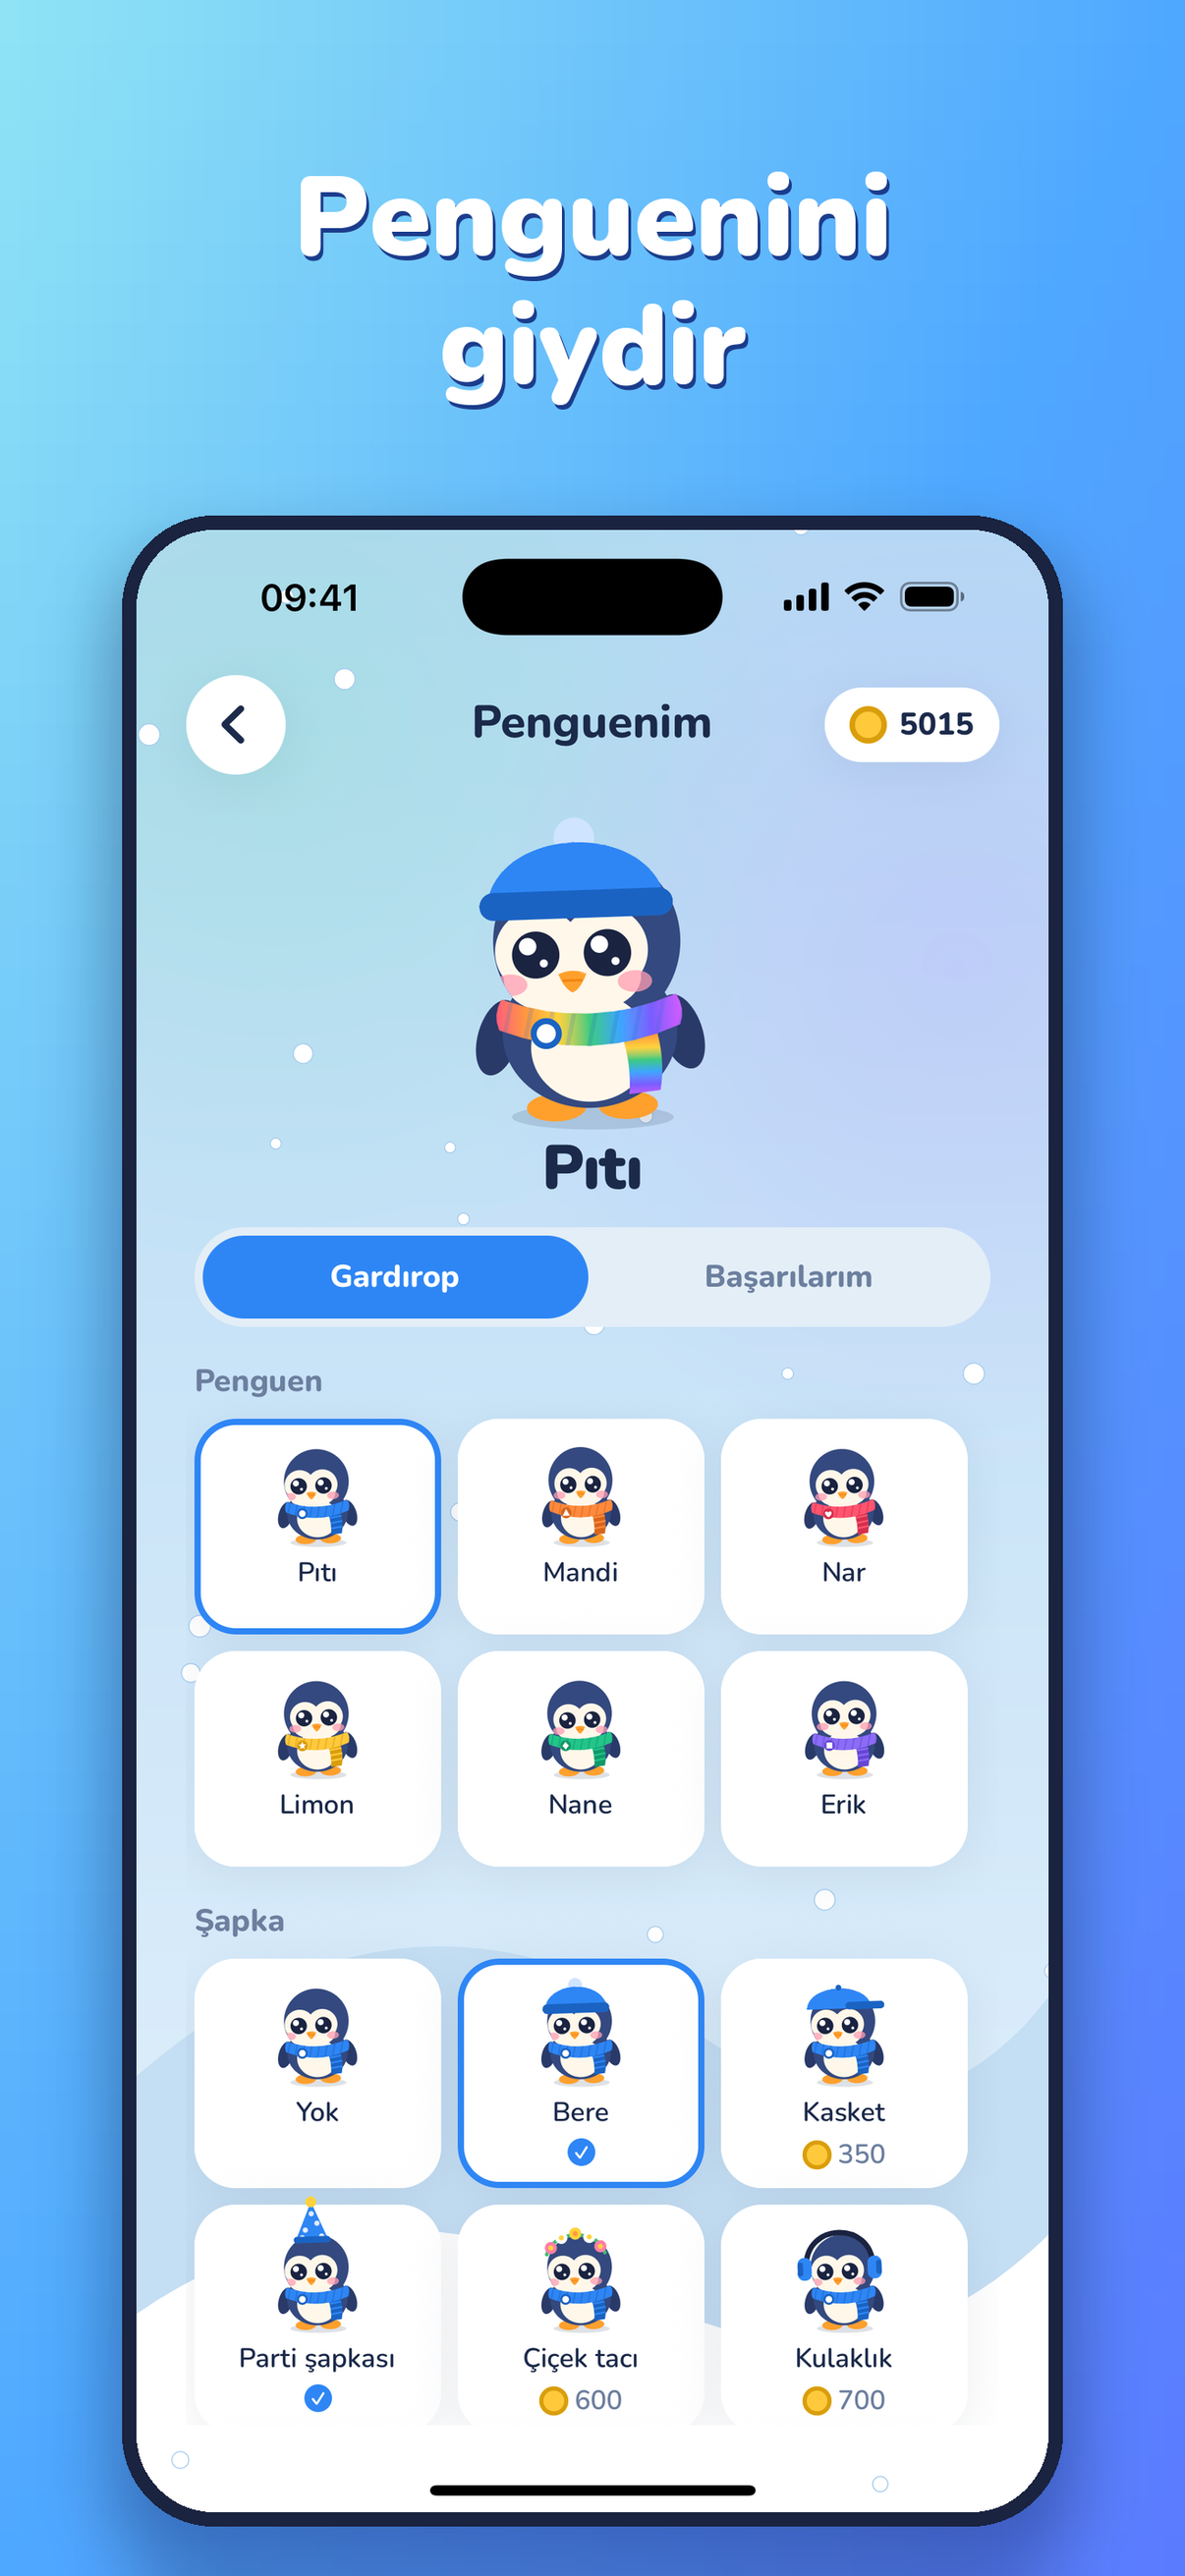 Penguenini
giydir
09:41
Penguenim
5015
Pıtı
Gardırop
Başarılarım
Penguen
Pıtı
Mandi
Nar
Limon
Nane
Erik
Şapka
Yok
Bere
Kasket
350
Parti şapkası
Çiçek tacı
Kulaklık
600
700